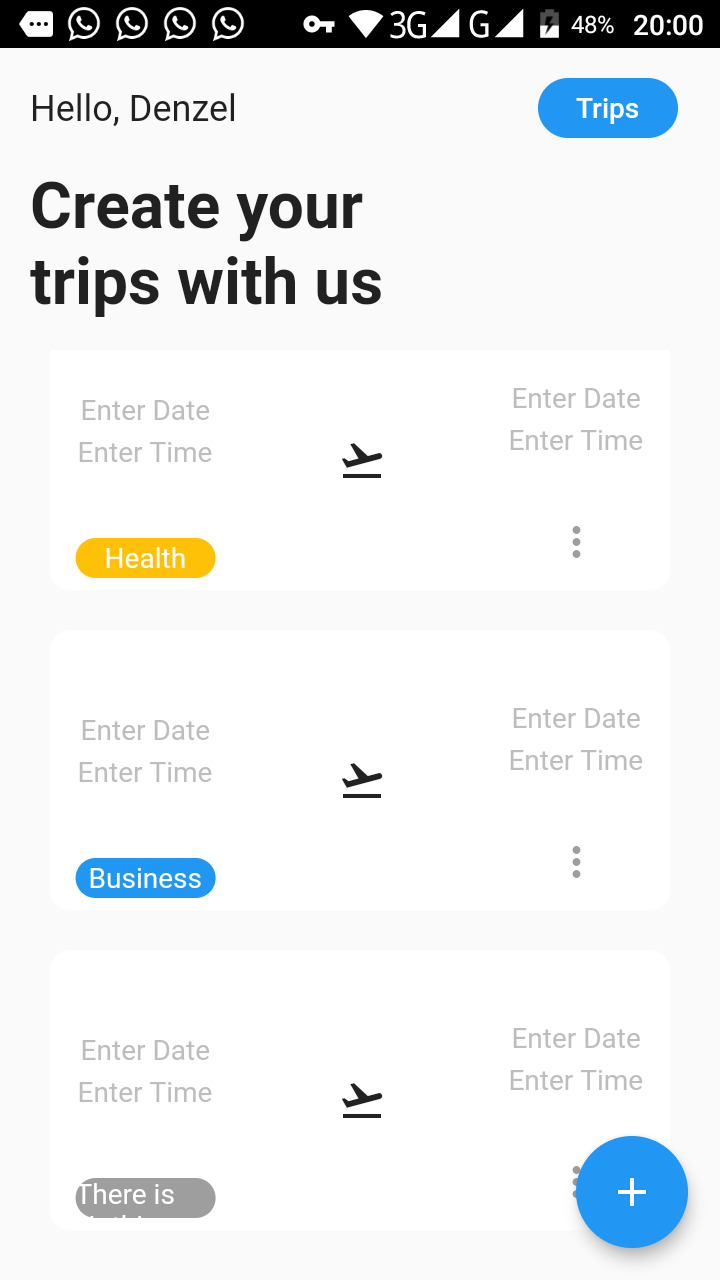 3G G 48% 20:00
Hello, Denzel
Trips
Create your
trips with us
Enter Date
Enter Time
Enter Date
Enter Time
Health
Enter Date
Enter Time
Enter Date
Enter Time
Business
Enter Date
Enter Time
Enter Date
Enter Time
There is